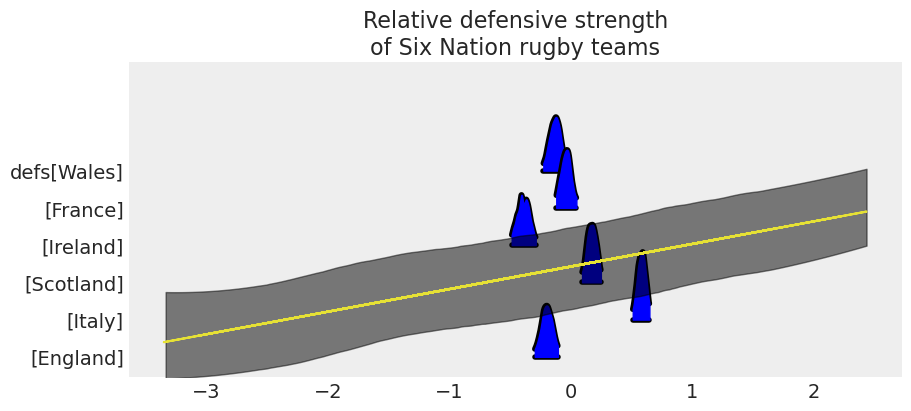 Relative defensive strength
of Six Nation rugby teams
defs[Wales]
[France]
[Ireland]
[Scotland]
[Italy]
[England]
−3 −2 −1 0 1 2